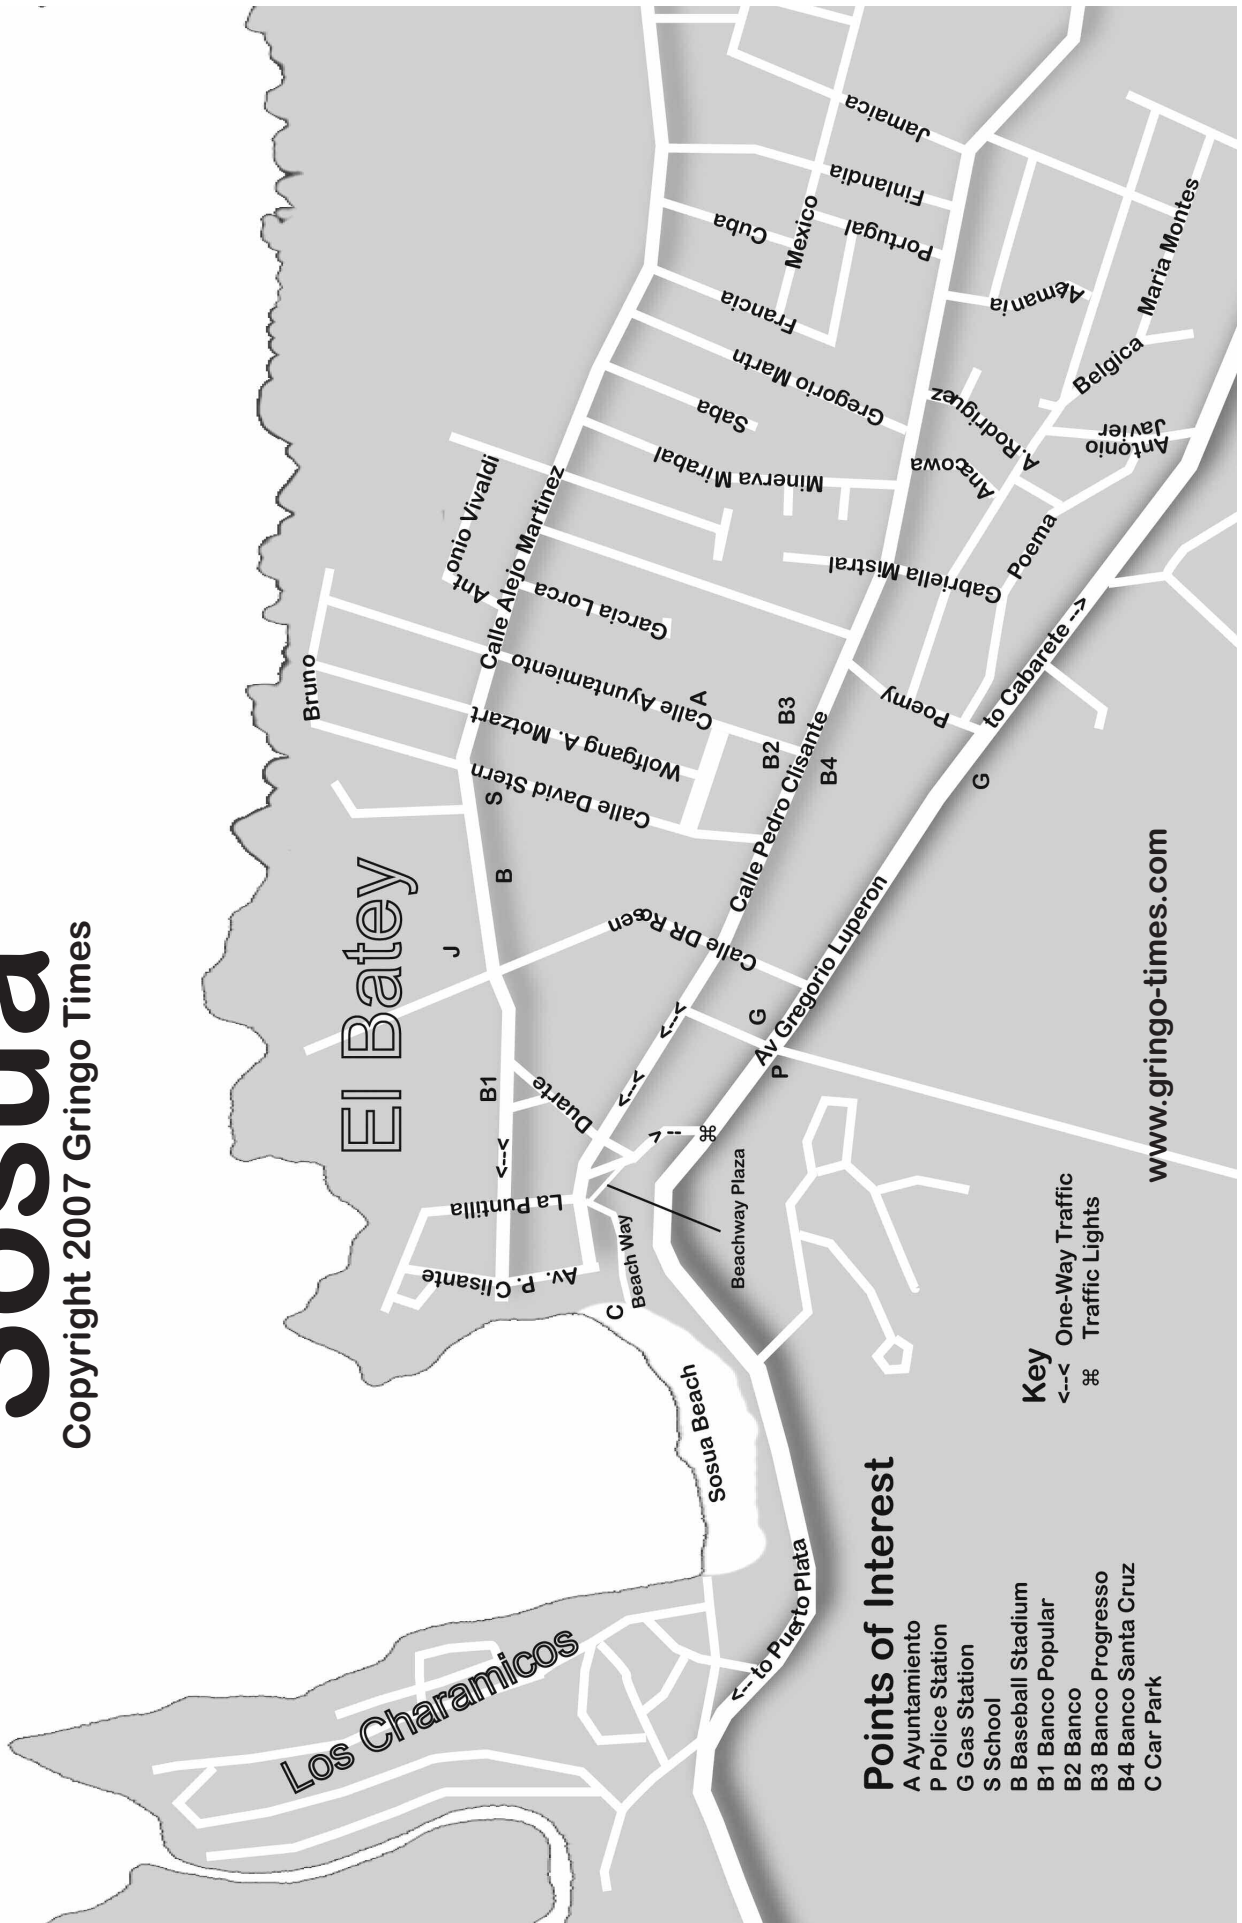 Sosua
Copyright 2007 Gringo Times
El Batey
Los Charamicos
Bruno
Antonio Vivaldi
Calle Alejo Martinez
Garcia Lorca
Calle Ayuntamiento
Wolfgang A. Motzart
Calle David Stern
Calle DR Rosen
Duarte
La Puntilla
Av. P. Clisante
Beach Way
Beachway Plaza
Sosua Beach
Calle Pedro Clisante
Av Gregorio Luperon
to Cabarete --->
<-- to Puerto Plata
<---<
<---<
<---<
< --
⌘
Jamaica
Finlandia
Portugal
Mexico
Cuba
Francia
Gregorio Martn
Saba
Minerva Mirabal
Gabriella Mistral
Anacowa
A.Rodriguez
Alemania
Maria Montes
Belgica
Antonio
Javier
Poema
Poemy
A
B3
B2
B4
S
B
J
B1
G
G
P
C
www.gringo-times.com
Key
<---< One-Way Traffic
⌘ Traffic Lights
Points of Interest
A Ayuntamiento
P Police Station
G Gas Station
S School
B Baseball Stadium
B1 Banco Popular
B2 Banco
B3 Banco Progresso
B4 Banco Santa Cruz
C Car Park